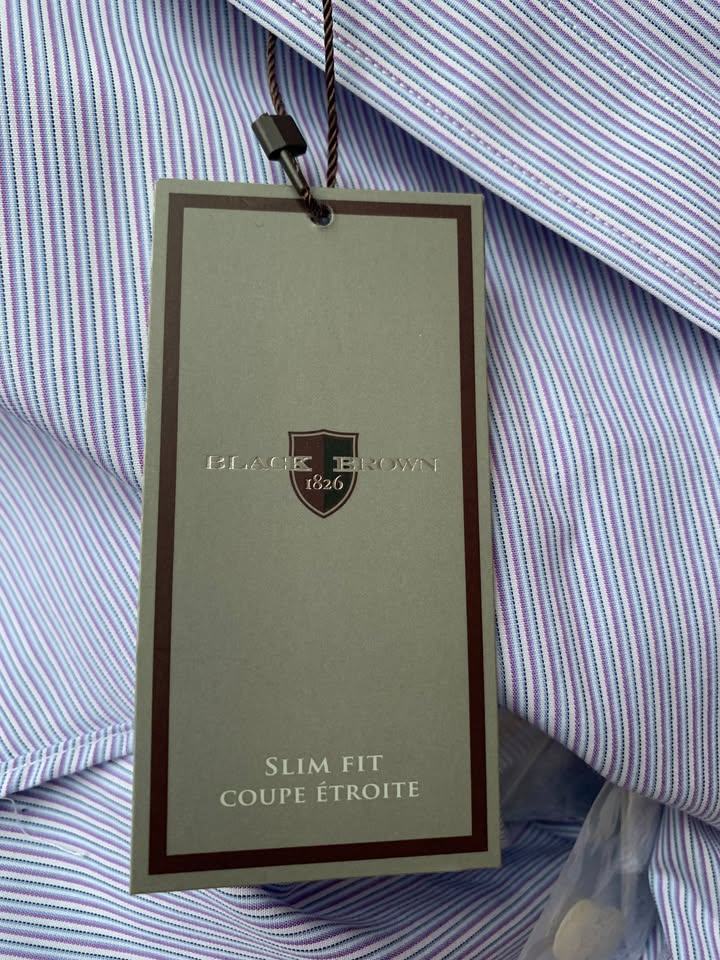 BLACK BROWN
1826
SLIM FIT
COUPE ÉTROITE